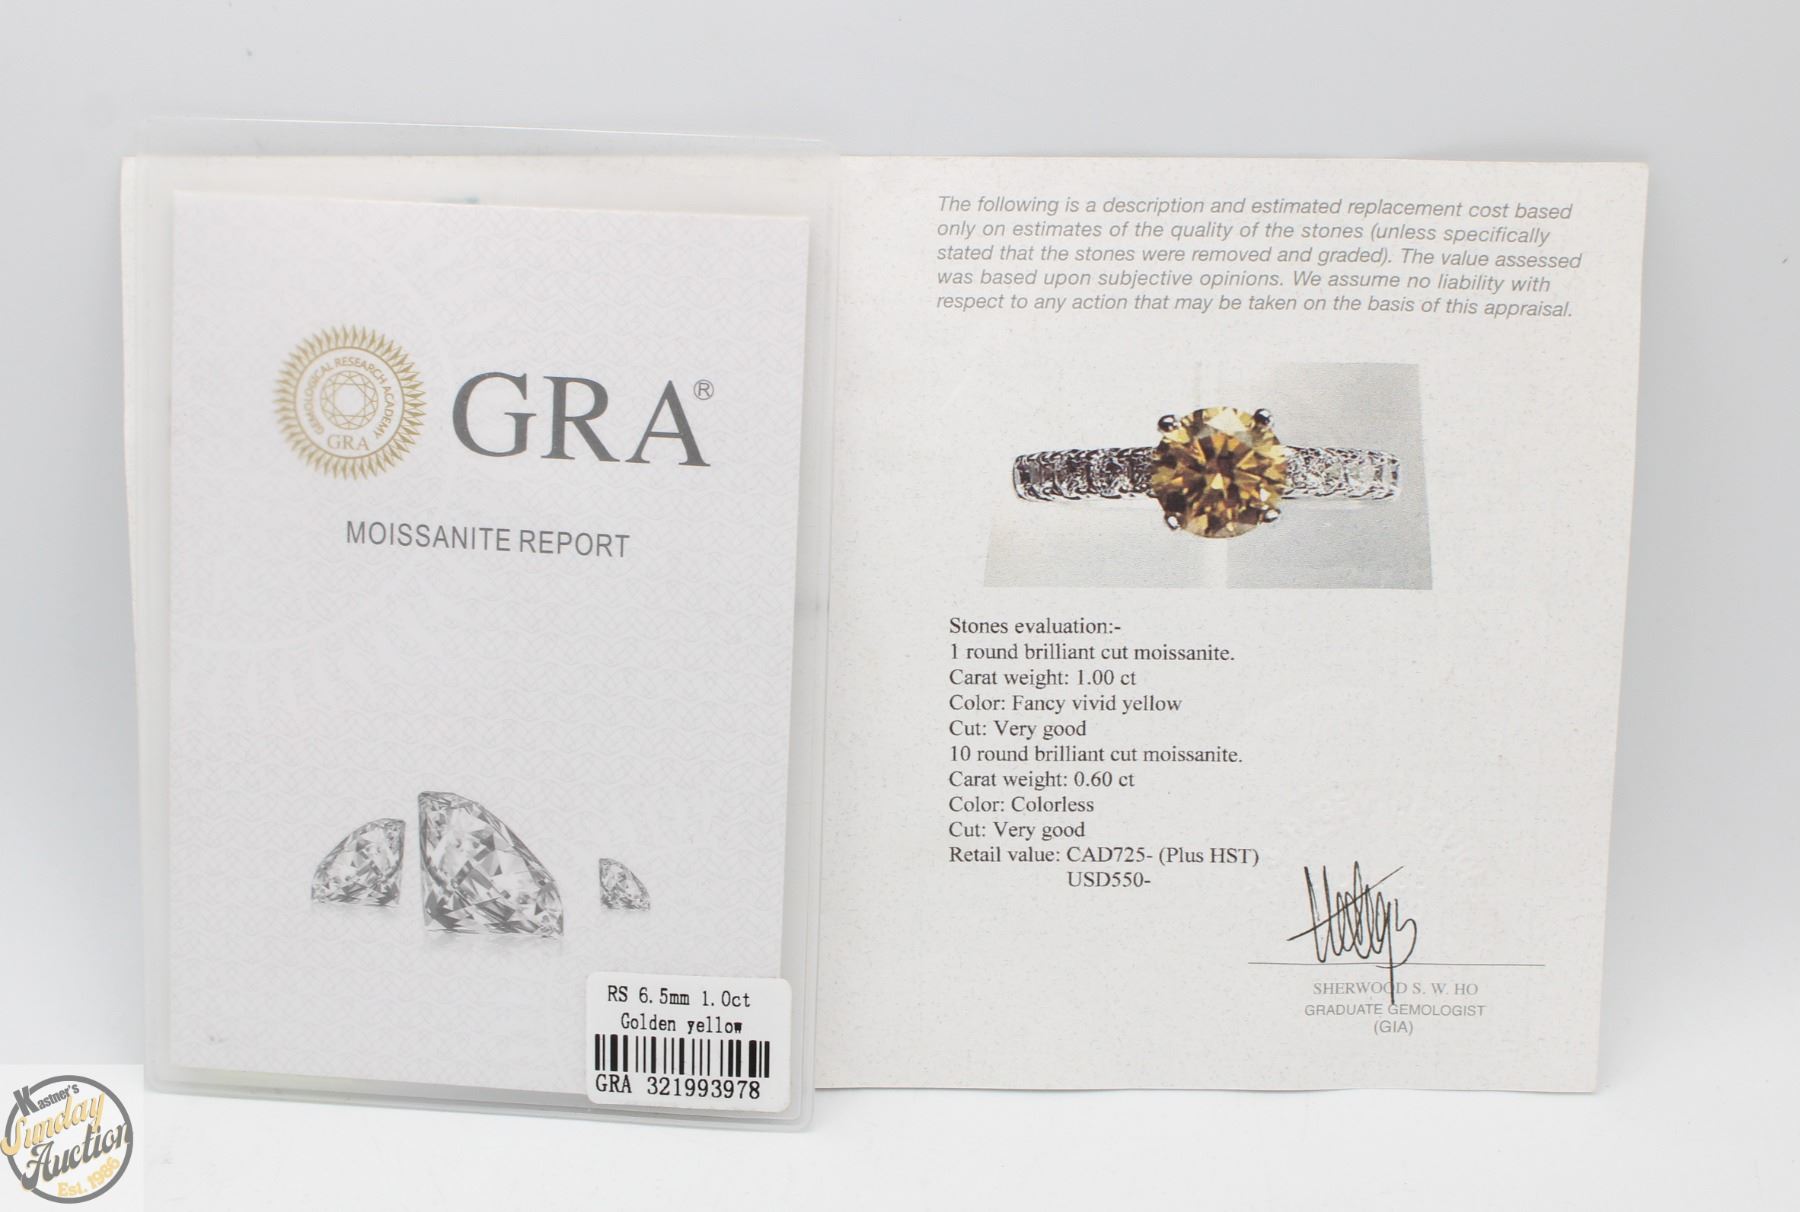 GEMOLOGICAL RESEARCH ACADEMY
GRA
GRA®
MOISSANITE REPORT
RS 6.5mm 1.0ct
Golden yellow
GRA 321993978
The following is a description and estimated replacement cost based
only on estimates of the quality of the stones (unless specifically
stated that the stones were removed and graded). The value assessed
was based upon subjective opinions. We assume no liability with
respect to any action that may be taken on the basis of this appraisal.
Stones evaluation:-
1 round brilliant cut moissanite.
Carat weight: 1.00 ct
Color: Fancy vivid yellow
Cut: Very good
10 round brilliant cut moissanite.
Carat weight: 0.60 ct
Color: Colorless
Cut: Very good
Retail value: CAD725- (Plus HST)
USD550-
SHERWOOD S. W. HO
GRADUATE GEMOLOGIST
(GIA)
Kastner's
Sunday
Auction
Est. 1986